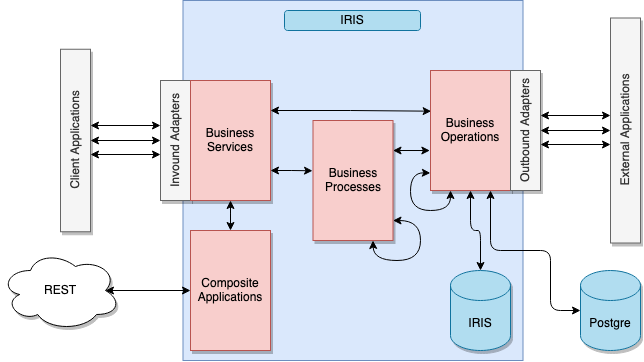 IRIS
Client Applications
Invound Adapters
Business
Services
Business
Processes
Business
Operations
Outbound Adapters
External Applications
REST
Composite
Applications
IRIS
Postgre